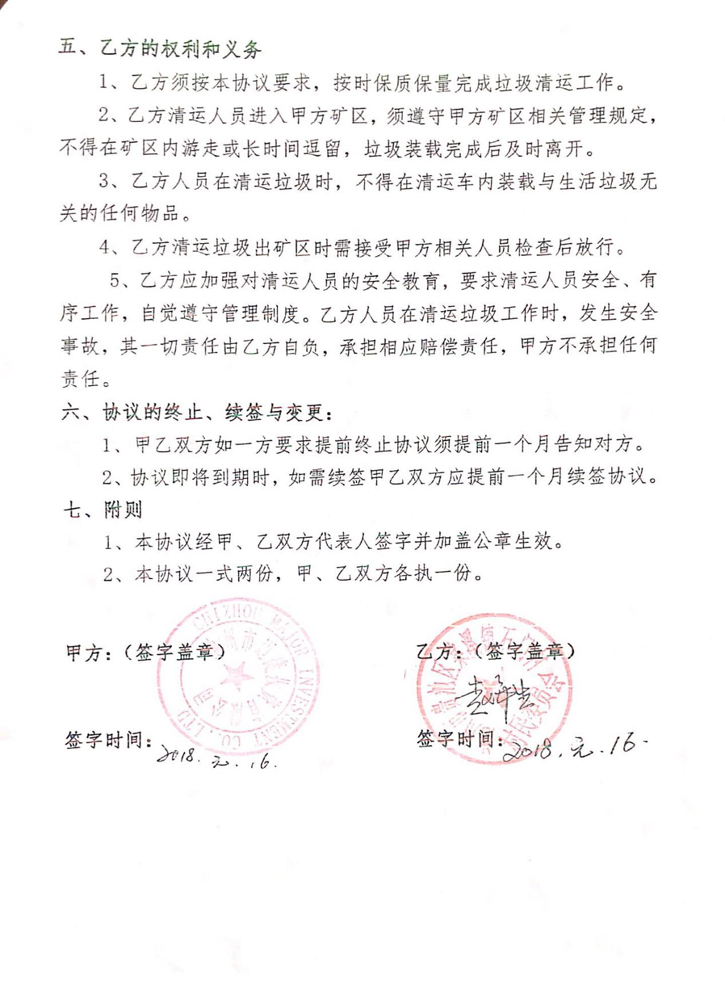 五、乙方的权利和义务
1、乙方须按本协议要求，按时保质保量完成垃圾清运工作。
2、乙方清运人员进入甲方矿区，须遵守甲方矿区相关管理规定，
不得在矿区内游走或长时间逗留，垃圾装载完成后及时离开。
3、乙方人员在清运垃圾时，不得在清运车内装载与生活垃圾无
关的任何物品。
4、乙方清运垃圾出矿区时需接受甲方相关人员检查后放行。
5、乙方应加强对清运人员的安全教育，要求清运人员安全、有
序工作，自觉遵守管理制度。乙方人员在清运垃圾工作时，发生安全
事故，其一切责任由乙方自负，承担相应赔偿责任，甲方不承担任何
责任。
六、协议的终止、续签与变更：
1、甲乙双方如一方要求提前终止协议须提前一个月告知对方。
2、协议即将到期时，如需续签甲乙双方应提前一个月续签协议。
七、附则
1、本协议经甲、乙双方代表人签字并加盖公章生效。
2、本协议一式两份，甲、乙双方各执一份。
CHIZHOU MAJOR INVESTMENT CO.,LTD
甲方：（签字盖章）
乙方：（签字盖章）
签字时间：2018.元.16.
签字时间：2018.元.16.